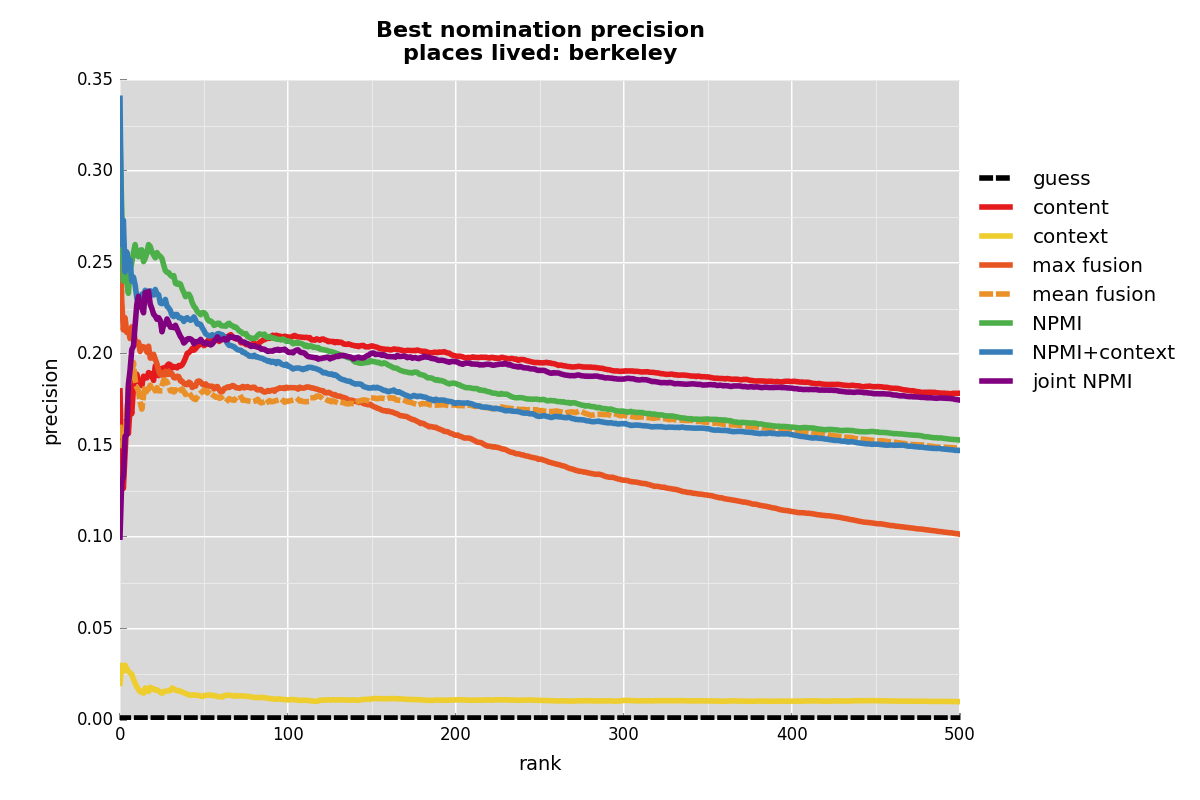 Best nomination precision
places lived: berkeley
precision
0.35
0.30
0.25
0.20
0.15
0.10
0.05
0.00
0
100
200
300
400
500
rank
guess
content
context
max fusion
mean fusion
NPMI
NPMI+context
joint NPMI